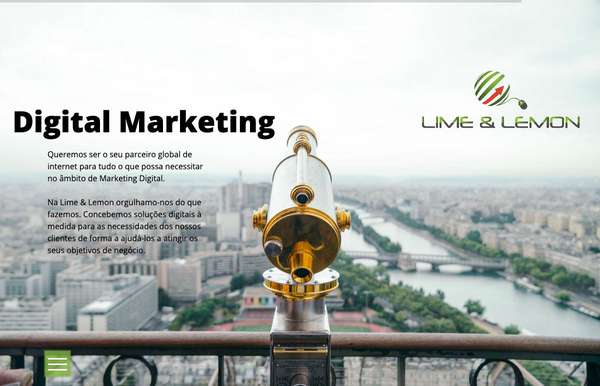 Digital Marketing
LIME & LEMON
Queremos ser o seu parceiro global de
internet para tudo o que possa necessitar
no âmbito de Marketing Digital.
Na Lime & Lemon orgulhamo-nos do que
fazemos. Concebemos soluções digitais à
medida para as necessidades dos nossos
clientes de forma a ajudá-los a atingir os
seus objetivos de negócio.